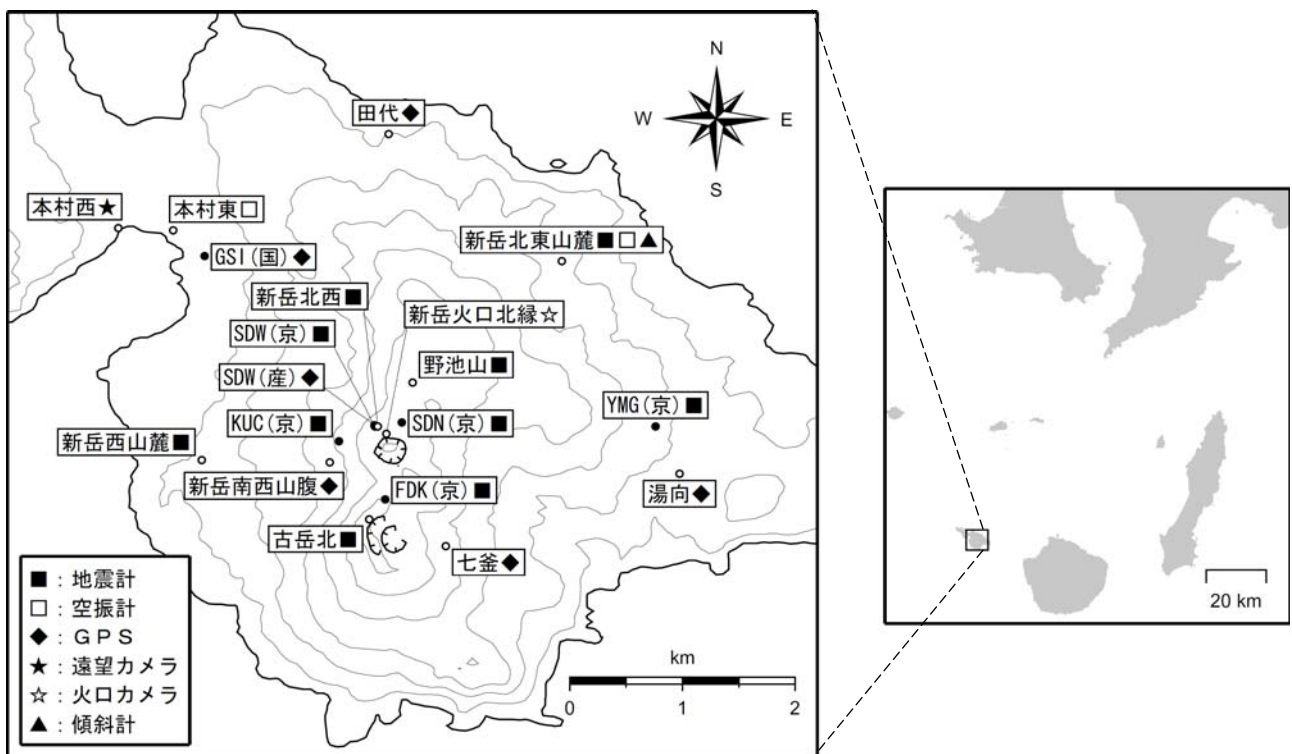 N
W
E
S
田代◆
本村西★
本村東□
GSI(国)◆
新岳北東山麓■□▲
新岳北西■
新岳火口北縁☆
SDW(京)■
野池山■
SDW(産)◆
KUC(京)■
SDN(京)■
YMG(京)■
新岳西山麓■
新岳南西山腹◆
FDK(京)■
湯向◆
古岳北■
七釜◆
■：地震計
□：空振計
◆：ＧＰＳ
★：遠望カメラ
☆：火口カメラ
▲：傾斜計
km
0 1 2
20 km